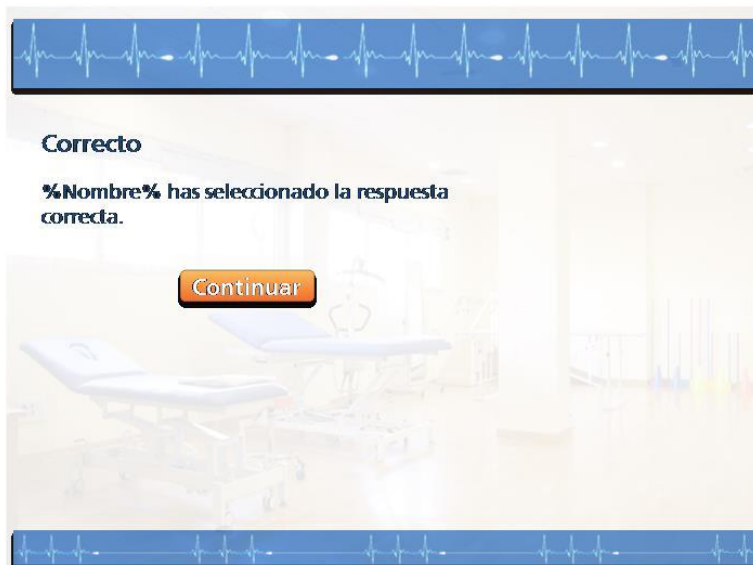 Correcto
%Nombre% has seleccionado la respuesta
correcta.
Continuar